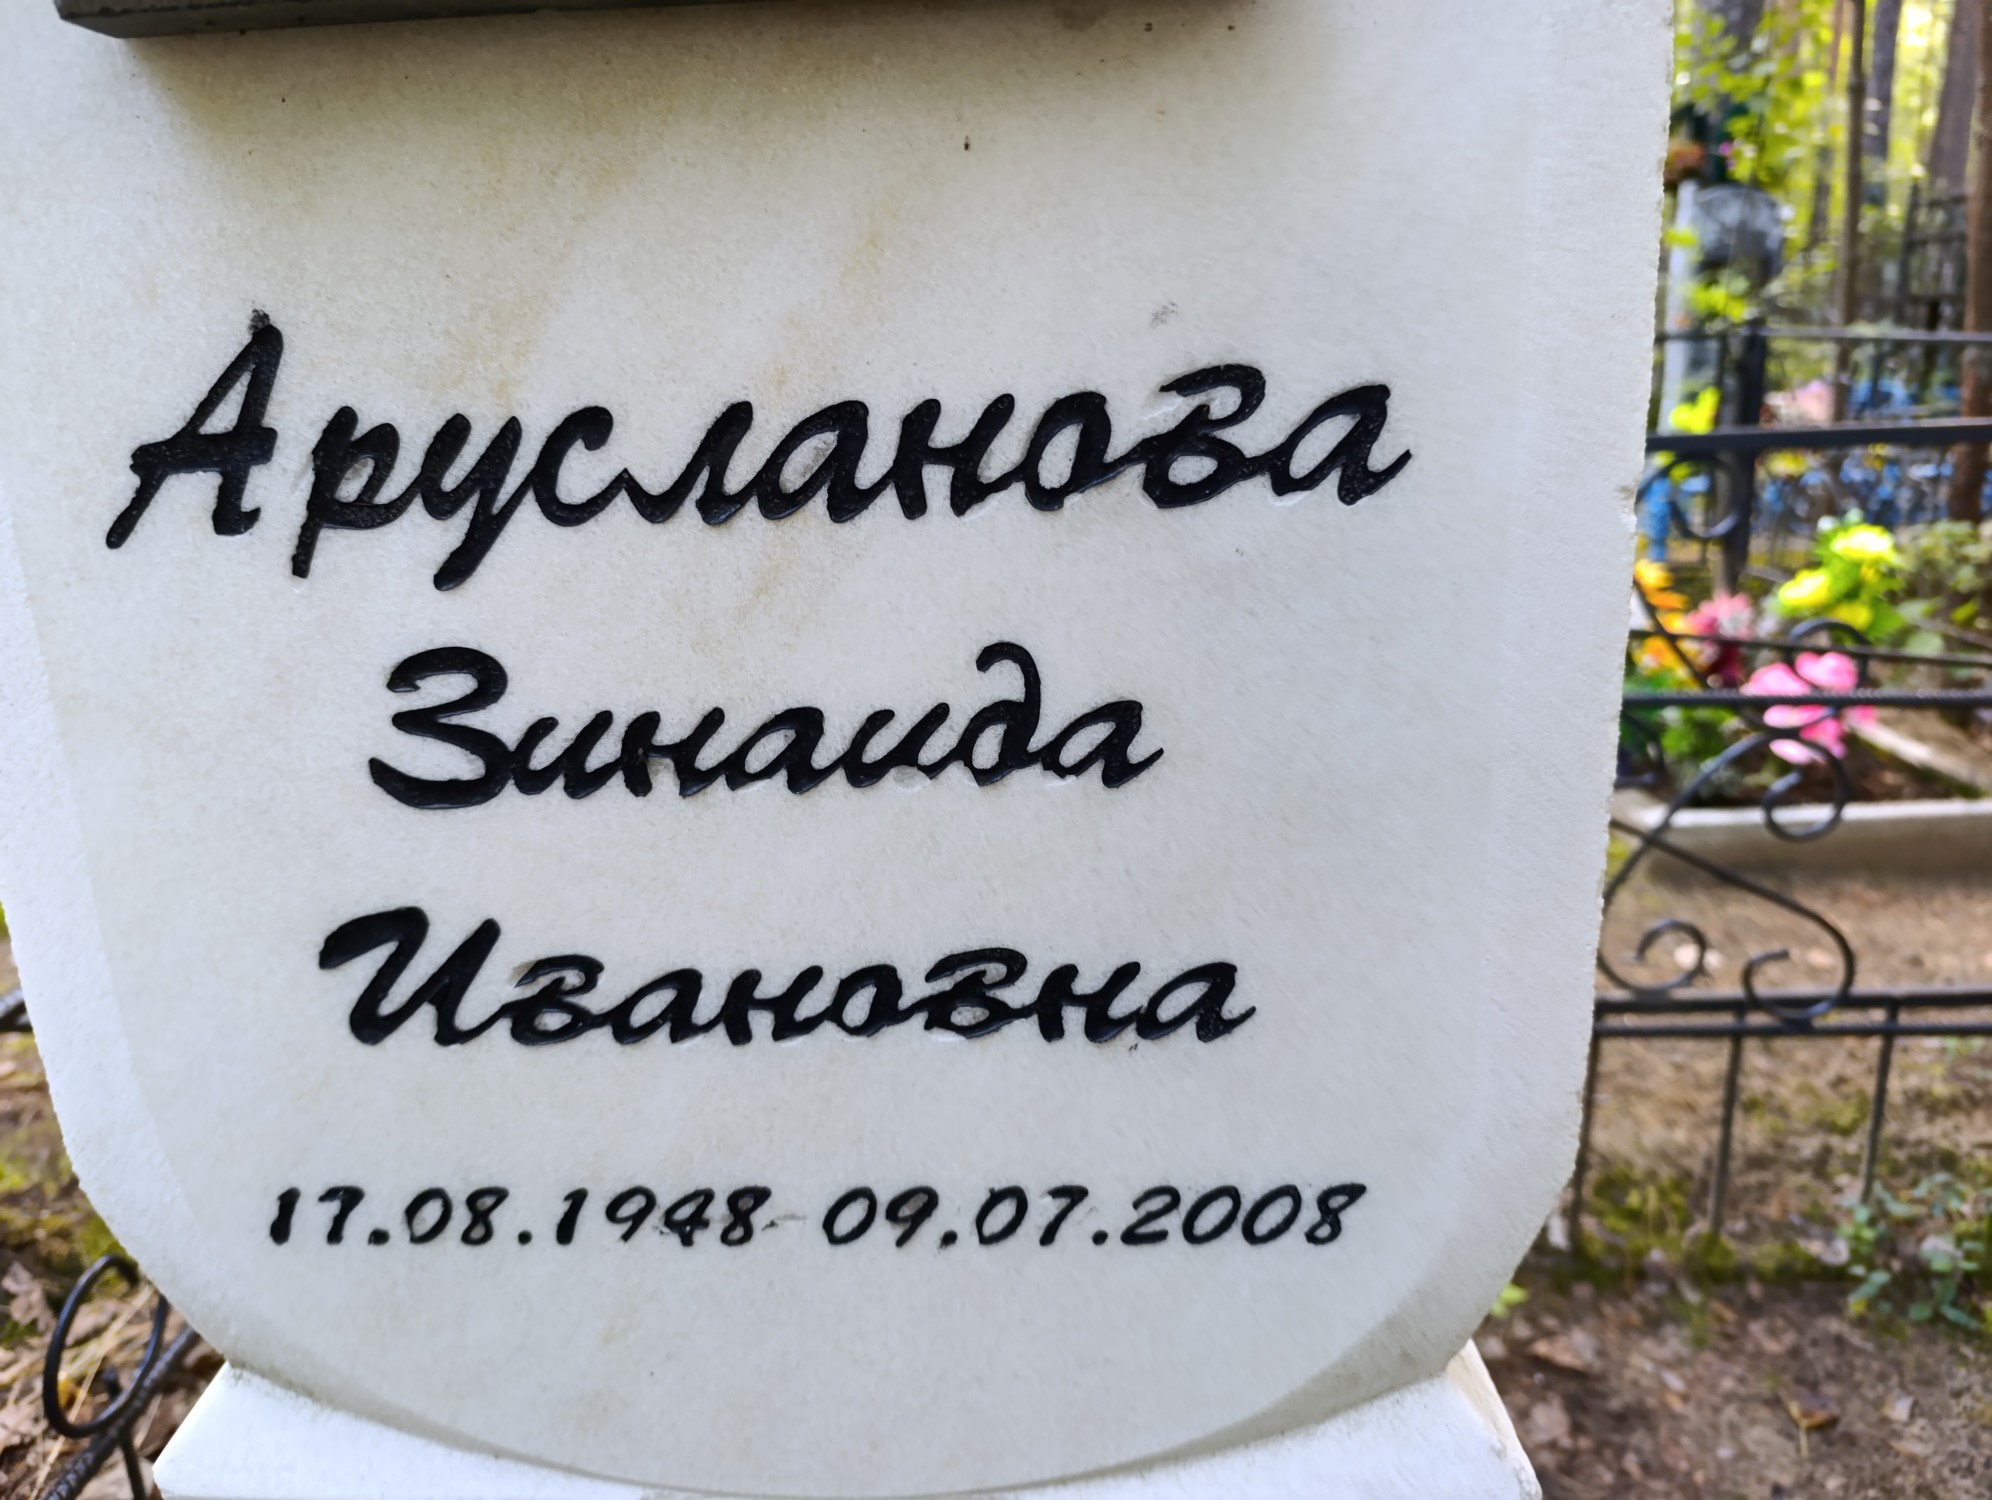 Арусланова
Зинаида
Ивановна
17.08.1948-09.07.2008